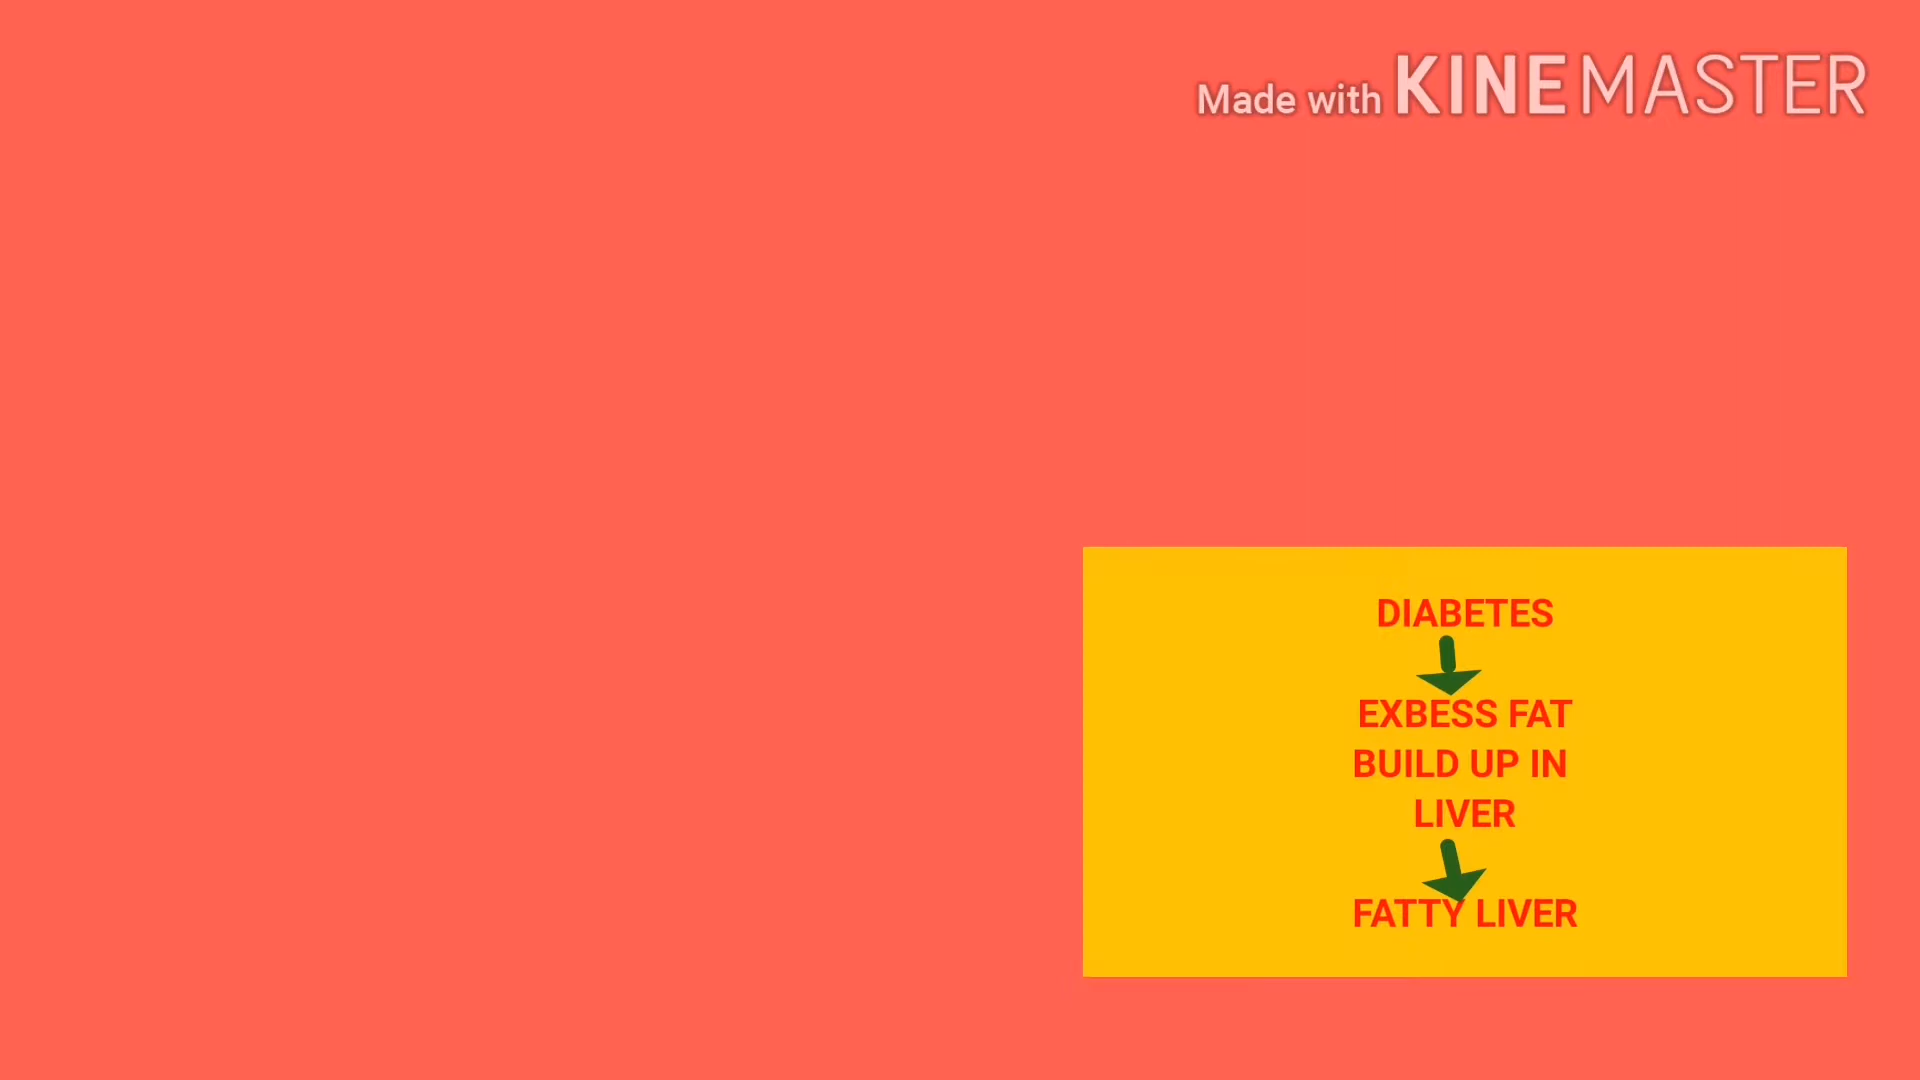 Made with KINEMASTER
DIABETES
EXBESS FAT
BUILD UP IN
LIVER
FATTY LIVER